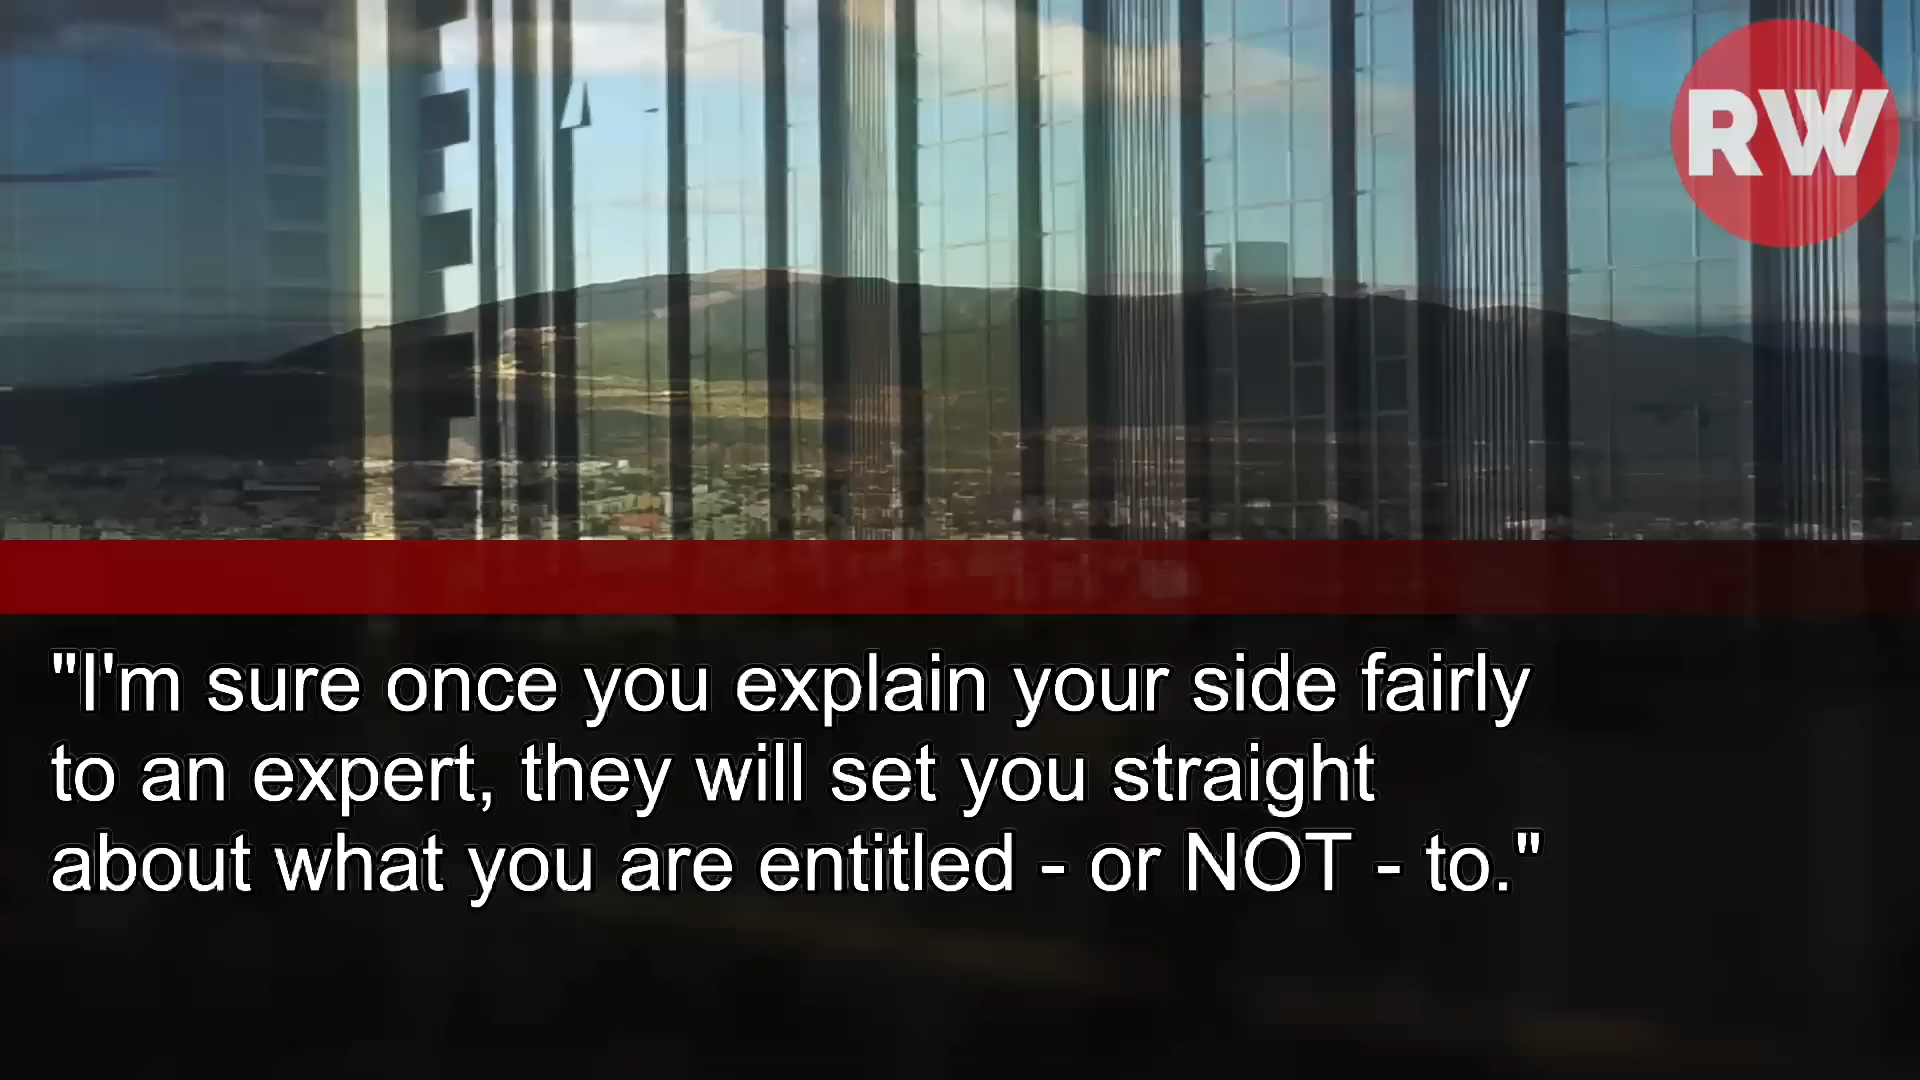 RW
"I'm sure once you explain your side fairly
to an expert, they will set you straight
about what you are entitled - or NOT - to."